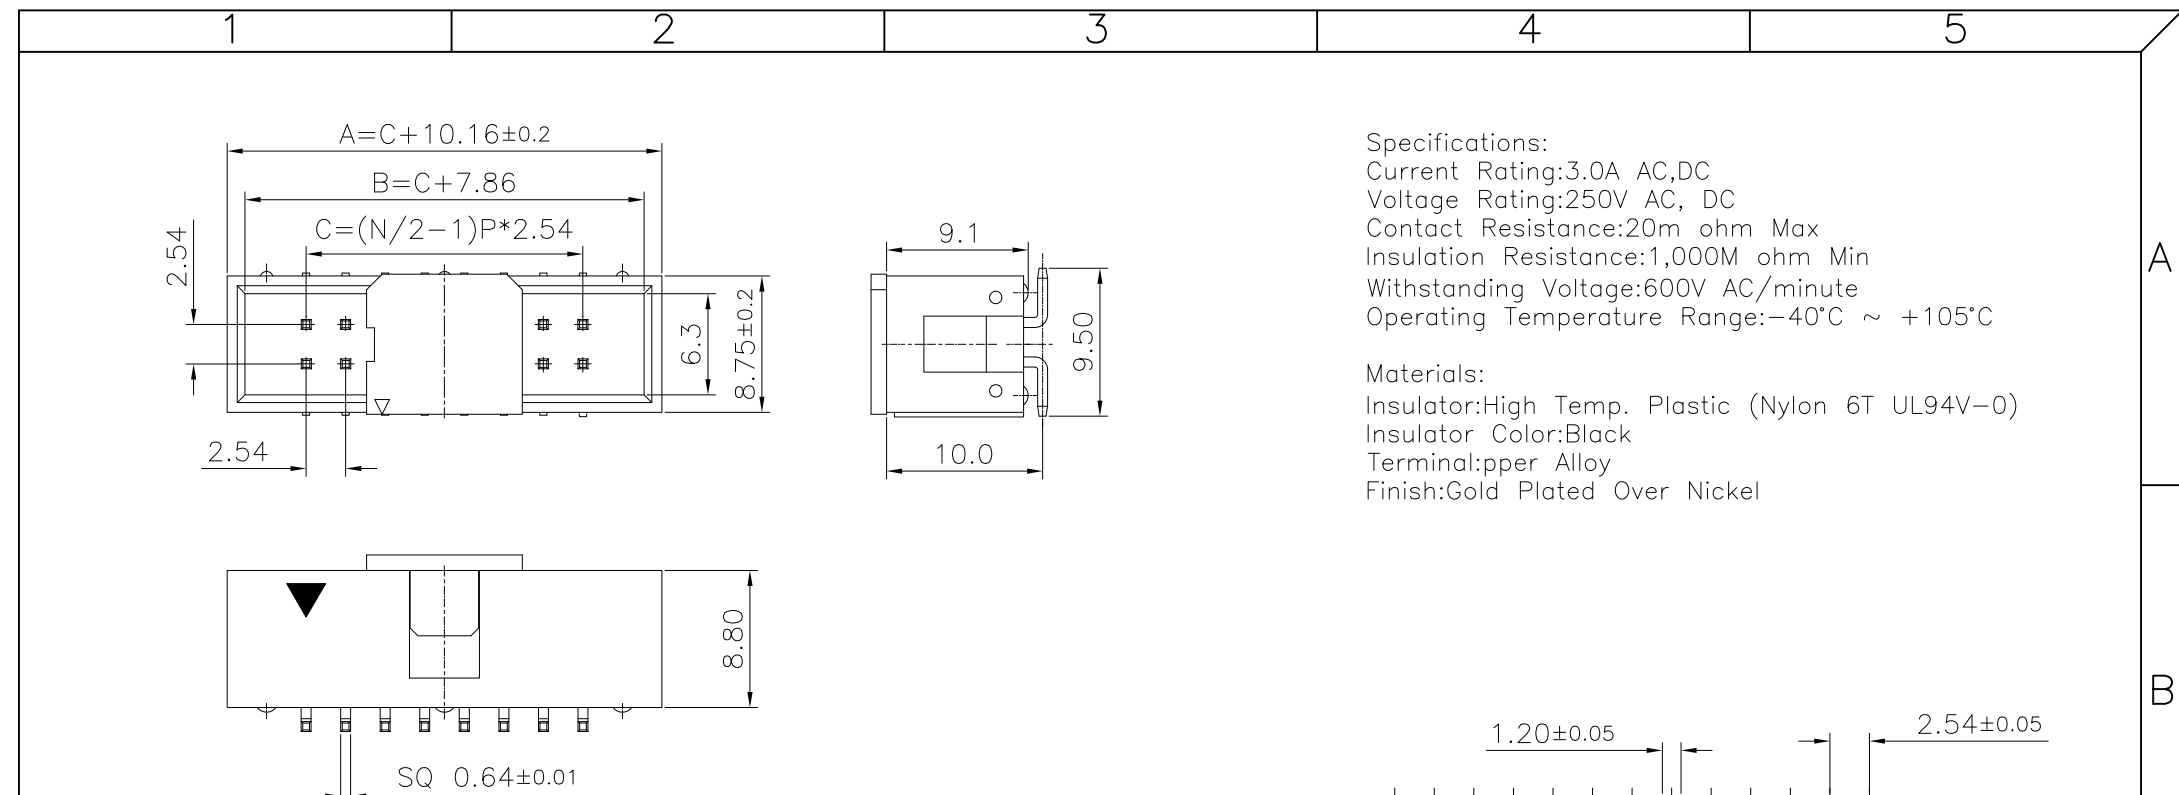 1 2 3 4 5
A=C+10.16±0.2
B=C+7.86
C=(N/2-1)P*2.54
2.54
6.3
8.75±0.2
2.54
9.1
9.50
10.0
Specifications:
Current Rating:3.0A AC,DC
Voltage Rating:250V AC, DC
Contact Resistance:20m ohm Max
Insulation Resistance:1,000M ohm Min
Withstanding Voltage:600V AC/minute
Operating Temperature Range:-40°C ~ +105°C
Materials:
Insulator:High Temp. Plastic (Nylon 6T UL94V-0)
Insulator Color:Black
Terminal:pper Alloy
Finish:Gold Plated Over Nickel
A
8.80
SQ 0.64±0.01
B
1.20±0.05
2.54±0.05